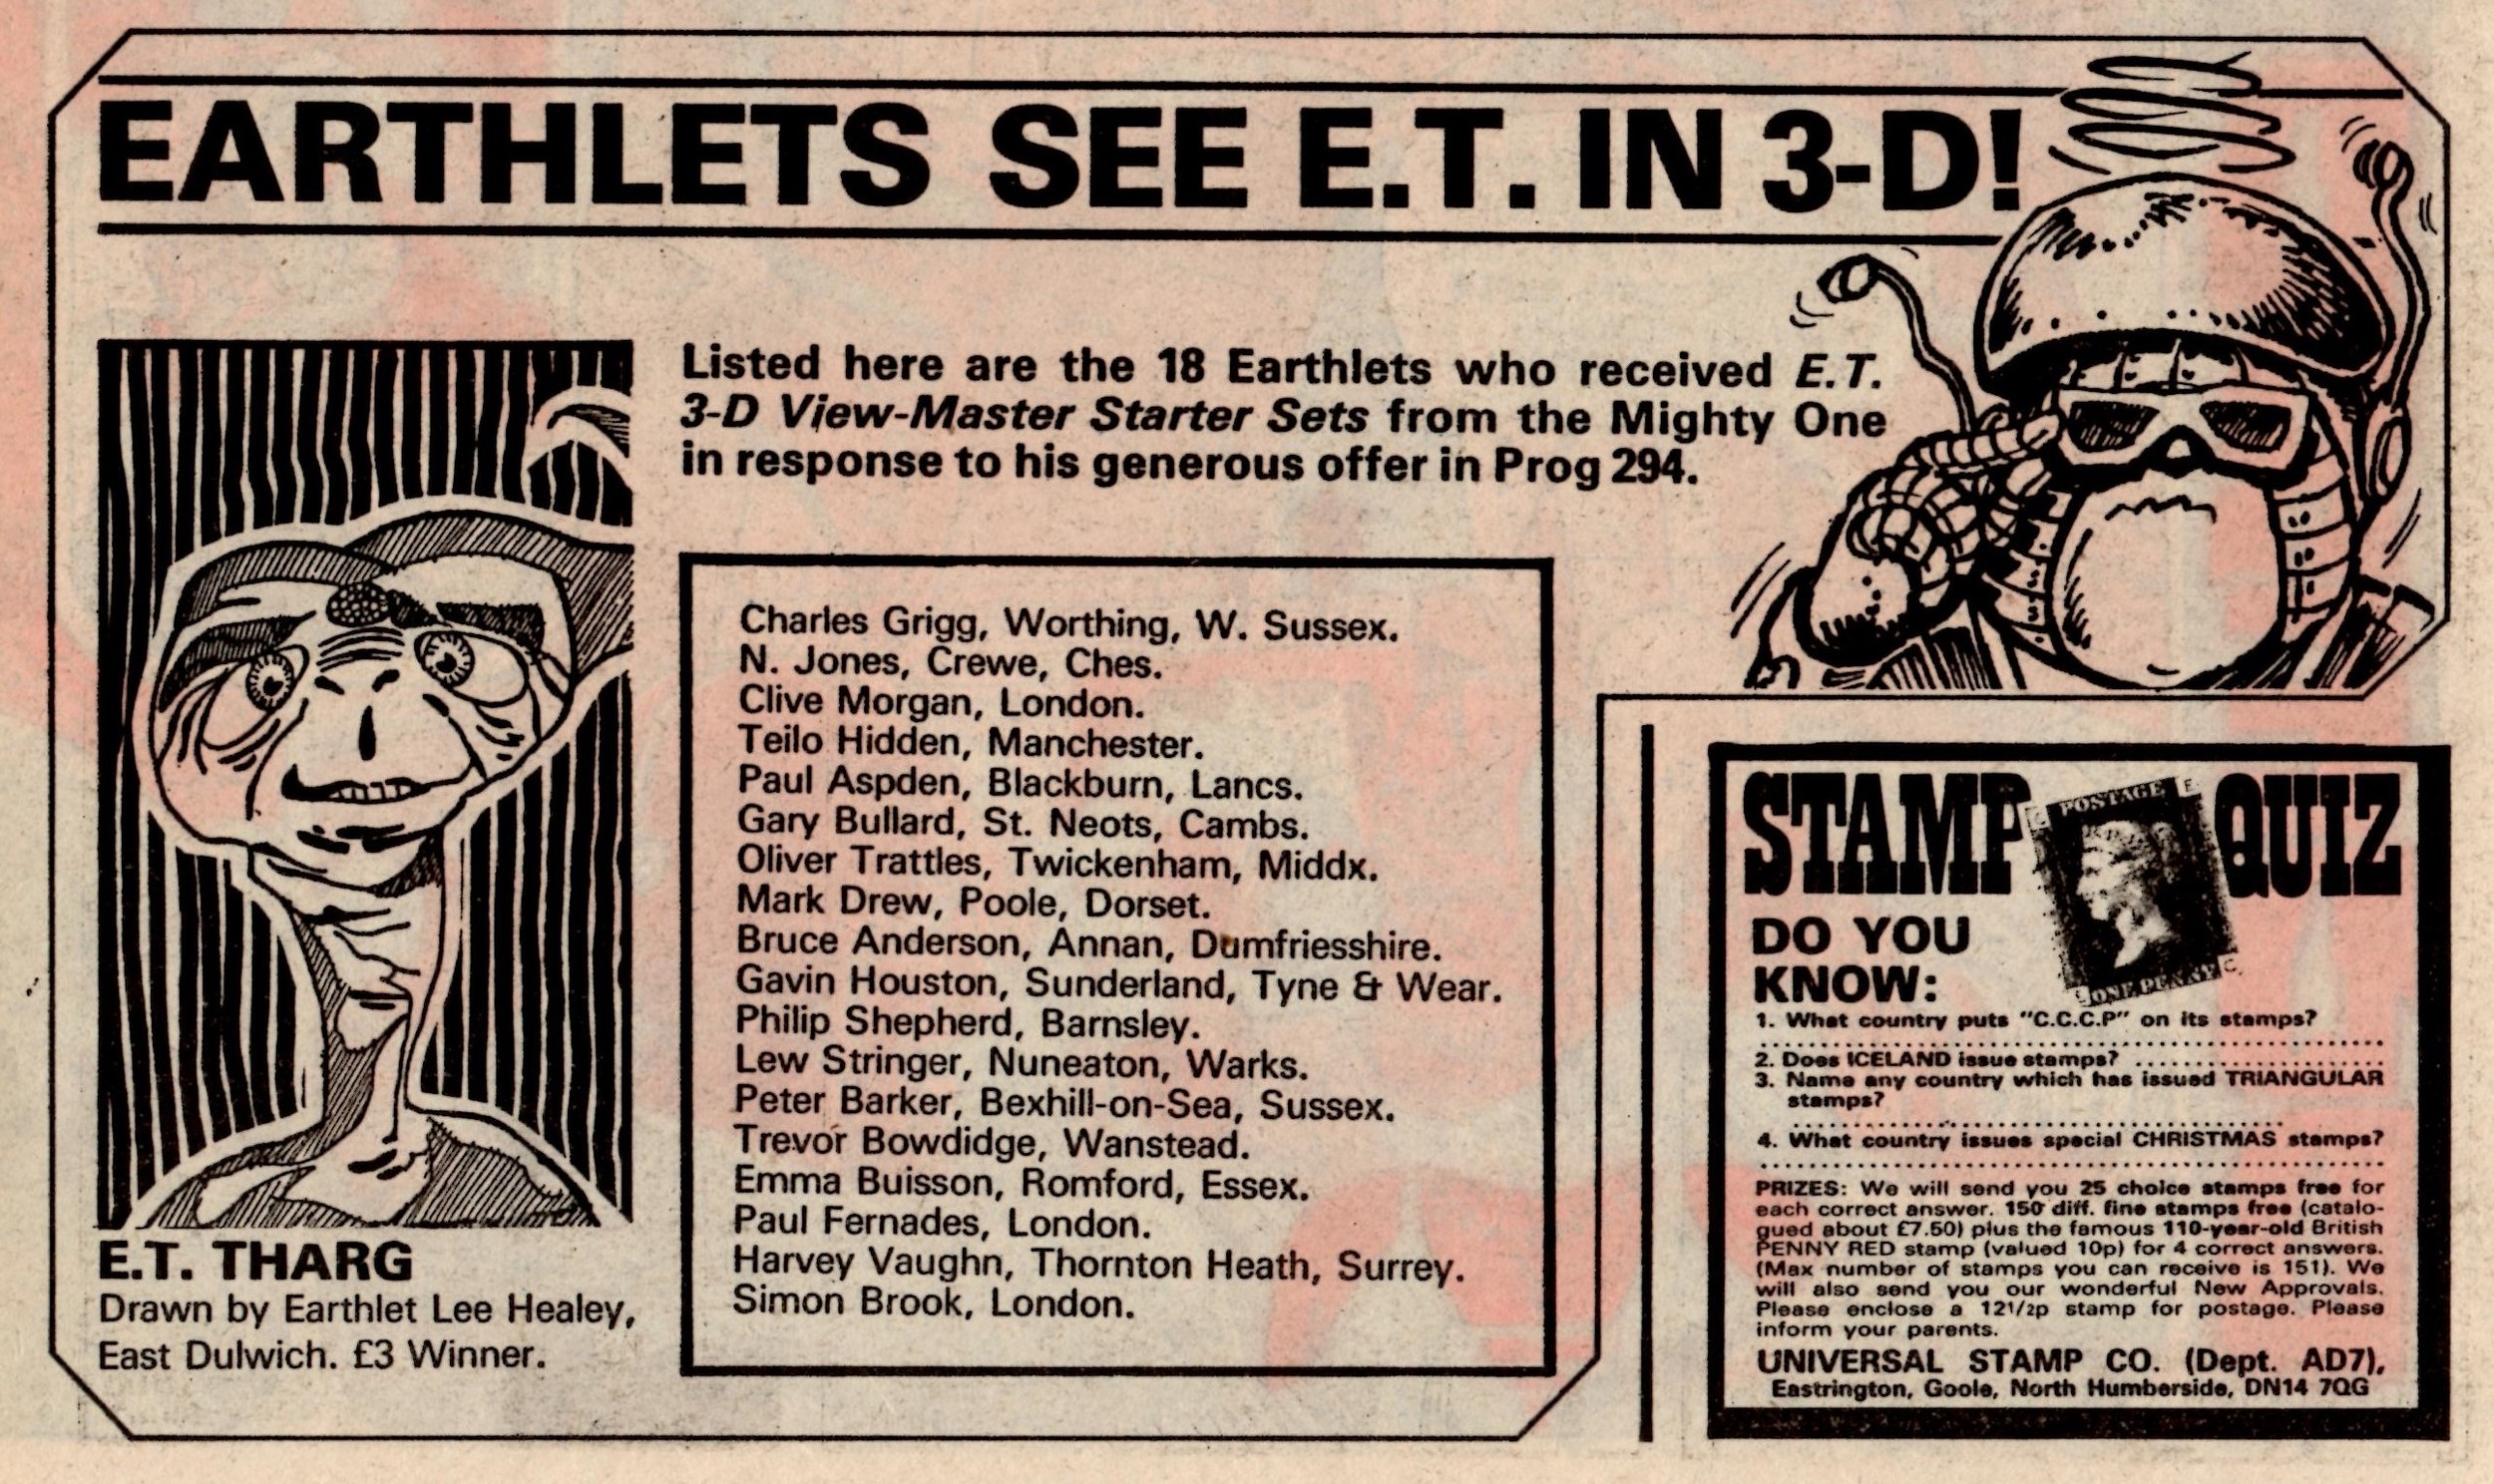 EARTHLETS SEE E.T. IN 3-D!
Listed here are the 18 Earthlets who received E.T.
3-D View-Master Starter Sets from the Mighty One
in response to his generous offer in Prog 294.
Charles Grigg, Worthing, W. Sussex.
N. Jones, Crewe, Ches.
Clive Morgan, London.
Teilo Hidden, Manchester.
Paul Aspden, Blackburn, Lancs.
Gary Bullard, St. Neots, Cambs.
Oliver Trattles, Twickenham, Middx.
Mark Drew, Poole, Dorset.
Bruce Anderson, Annan, Dumfriesshire.
Gavin Houston, Sunderland, Tyne & Wear.
Philip Shepherd, Barnsley.
Lew Stringer, Nuneaton, Warks.
Peter Barker, Bexhill-on-Sea, Sussex.
Trevor Bowdidge, Wanstead.
Emma Buisson, Romford, Essex.
Paul Fernades, London.
Harvey Vaughn, Thornton Heath, Surrey.
Simon Brook, London.
E.T. THARG
Drawn by Earthlet Lee Healey,
East Dulwich. £3 Winner.
STAMP QUIZ
POSTAGE
ONE PENNY
DO YOU
KNOW:
1. What country puts "C.C.C.P" on its stamps?
2. Does ICELAND issue stamps?
3. Name any country which has issued TRIANGULAR
stamps?
4. What country issues special CHRISTMAS stamps?
PRIZES: We will send you 25 choice stamps free for
each correct answer. 150 diff. fine stamps free (catalo-
gued about £7.50) plus the famous 110-year-old British
PENNY RED stamp (valued 10p) for 4 correct answers.
(Max number of stamps you can receive is 151). We
will also send you our wonderful New Approvals.
Please enclose a 12½p stamp for postage. Please
inform your parents.
UNIVERSAL STAMP CO. (Dept. AD7),
Eastrington, Goole, North Humberside, DN14 7QG